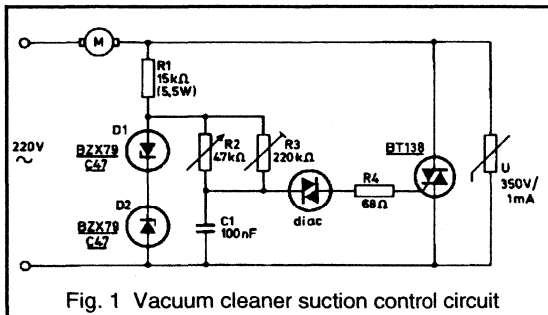 M
R1
15kΩ
(5,5W)
D1
BZX79
C47
R2
47kΩ
R3
220kΩ
BT138
220V
~
R4
68Ω
U
350V/
1mA
D2
BZX79
C47
C1
100nF
diac
Fig. 1 Vacuum cleaner suction control circuit